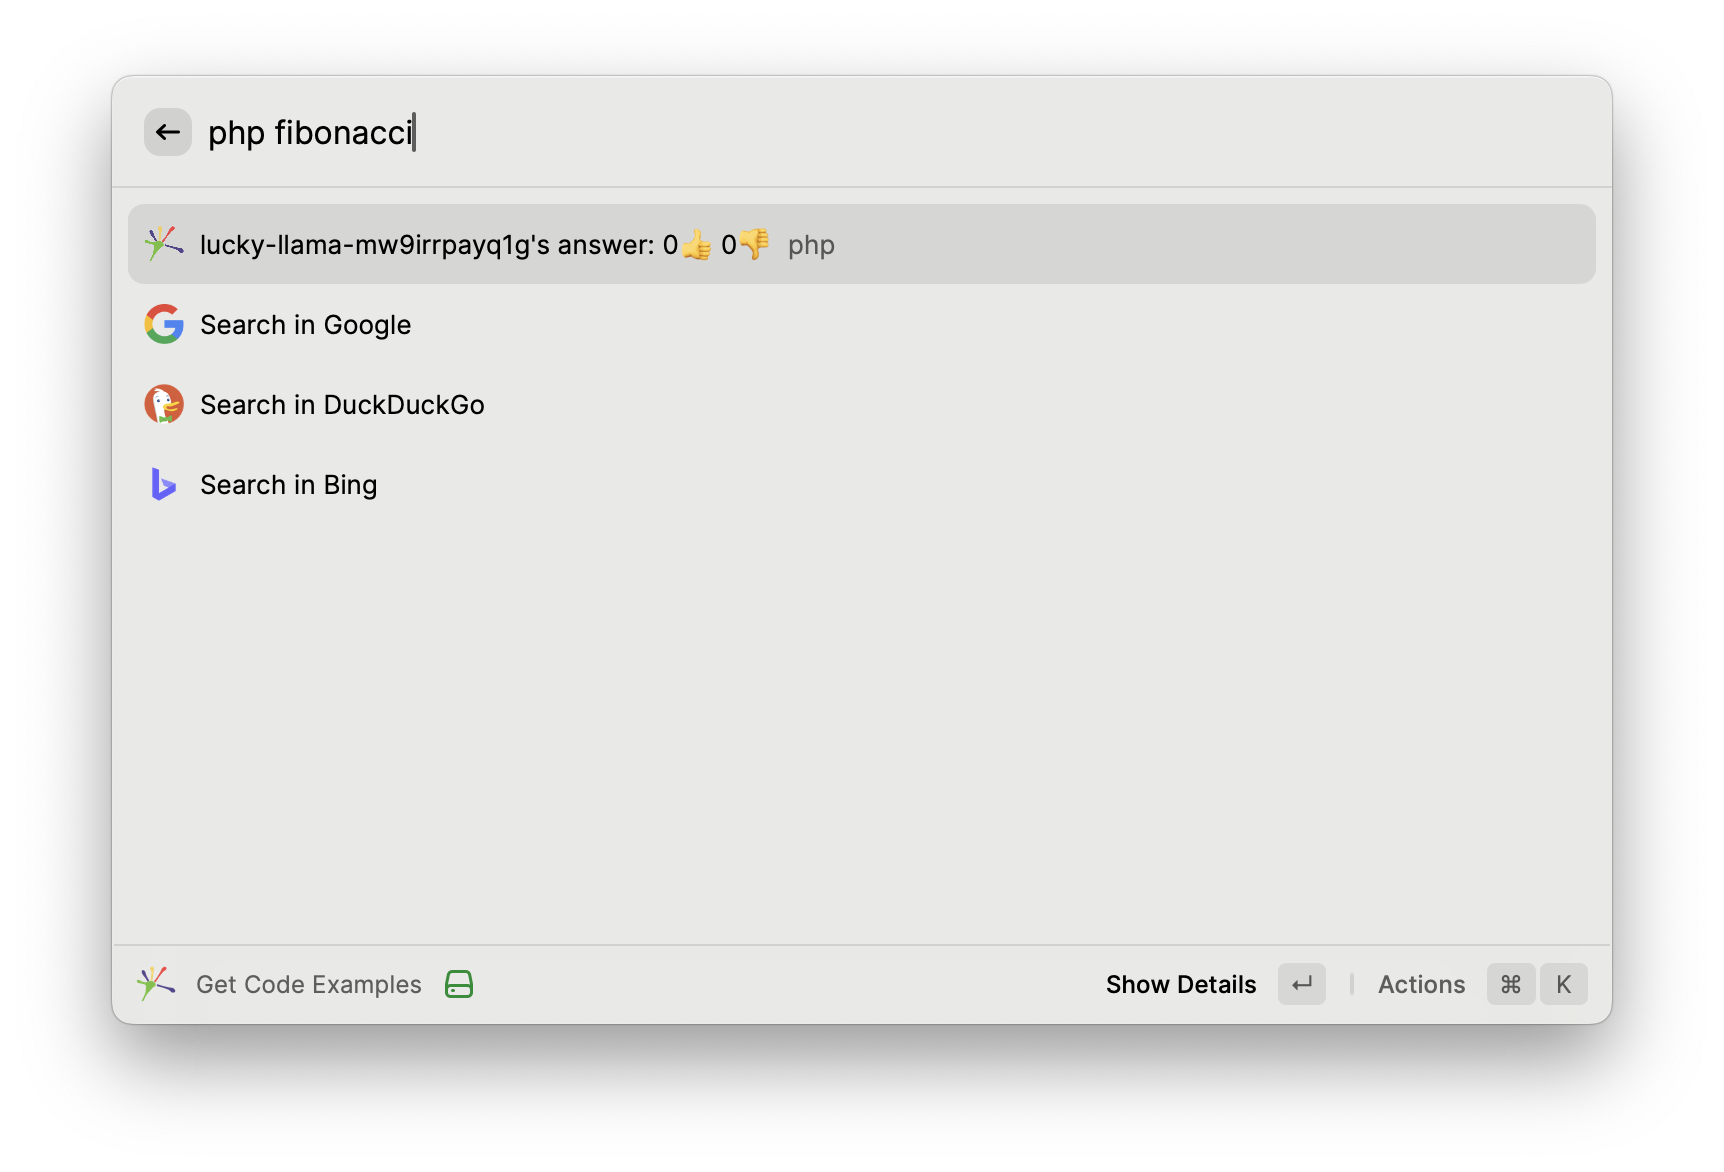 php fibonacci
lucky-llama-mw9irrpayq1g's answer: 0👍 0👎 php
Search in Google
Search in DuckDuckGo
Search in Bing
Get Code Examples Show Details ↵ Actions ⌘ K